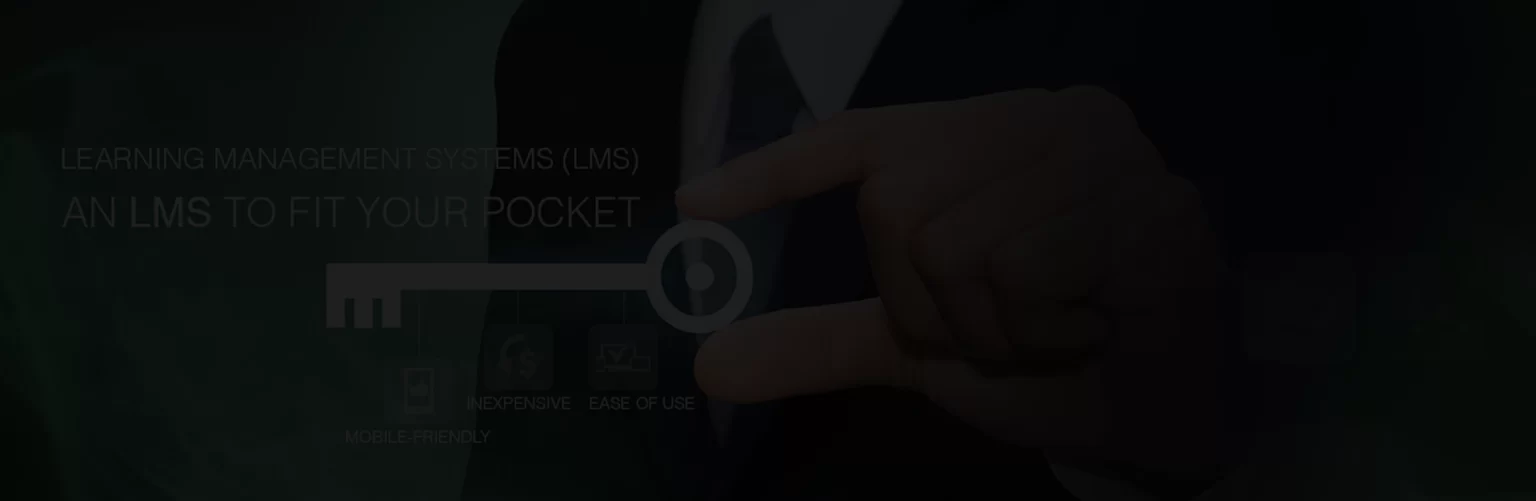 LEARNING MANAGEMENT SYSTEMS (LMS)
AN LMS TO FIT YOUR POCKET
INEXPENSIVE
EASE OF USE
MOBILE-FRIENDLY